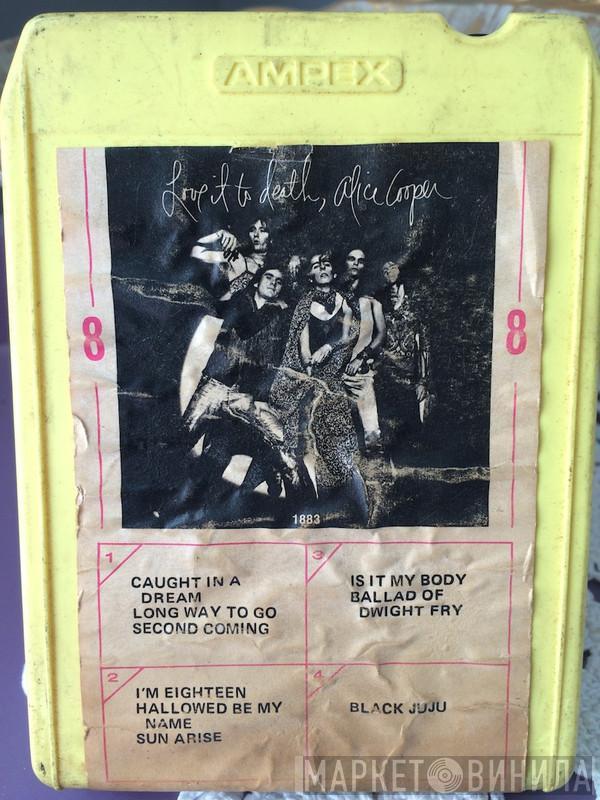 AMPEX
Love it to death, Alice Cooper
8
8
1883
1
CAUGHT IN A
DREAM
LONG WAY TO GO
SECOND COMING
2
I'M EIGHTEEN
HALLOWED BE MY
NAME
SUN ARISE
3
IS IT MY BODY
BALLAD OF
DWIGHT FRY
4
BLACK JUJU
МАРКЕТ ВИНИЛА